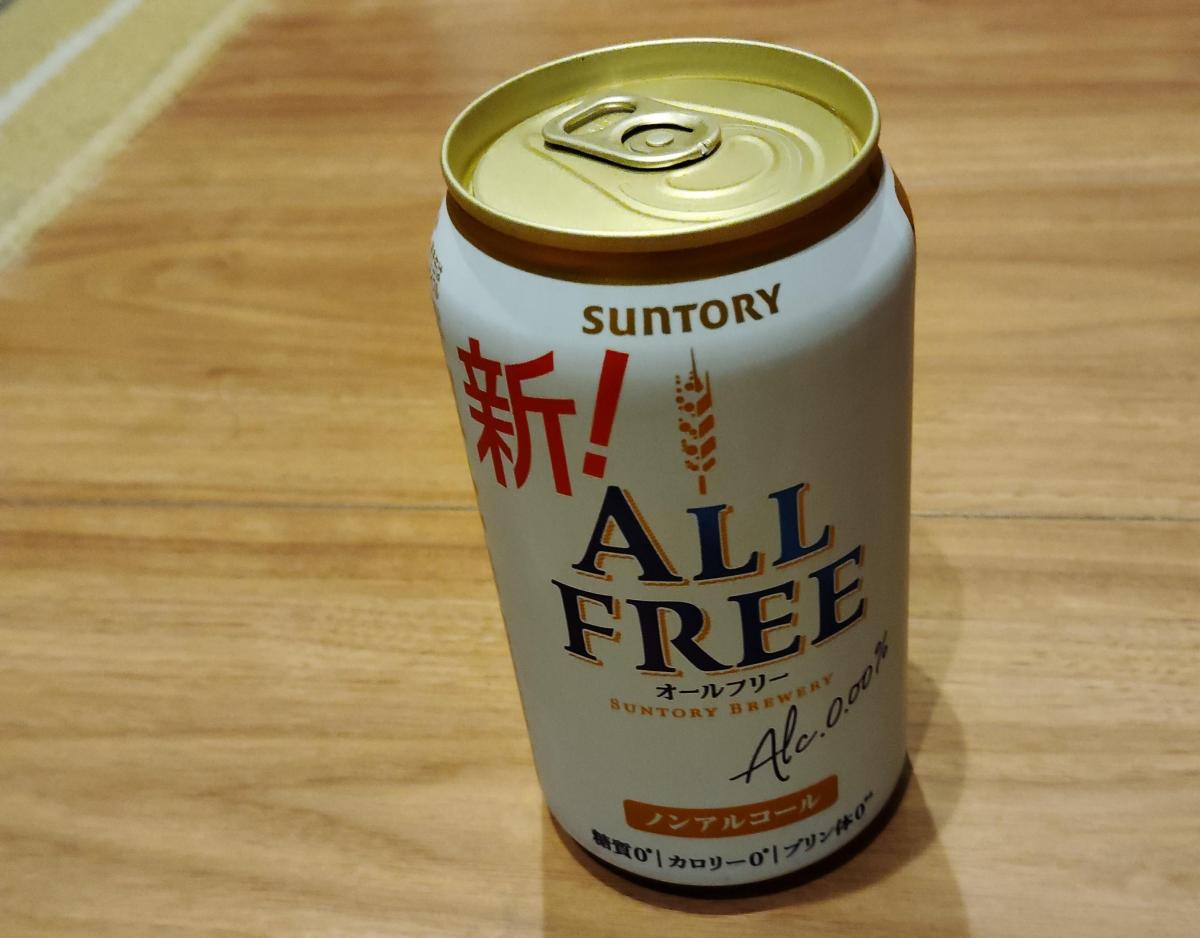 SUNTORY
新!
ALL
FREE
オールフリー
SUNTORY BREWERY
Alc.0.00%
ノンアルコール
糖質0*|カロリー0*|プリン体0**